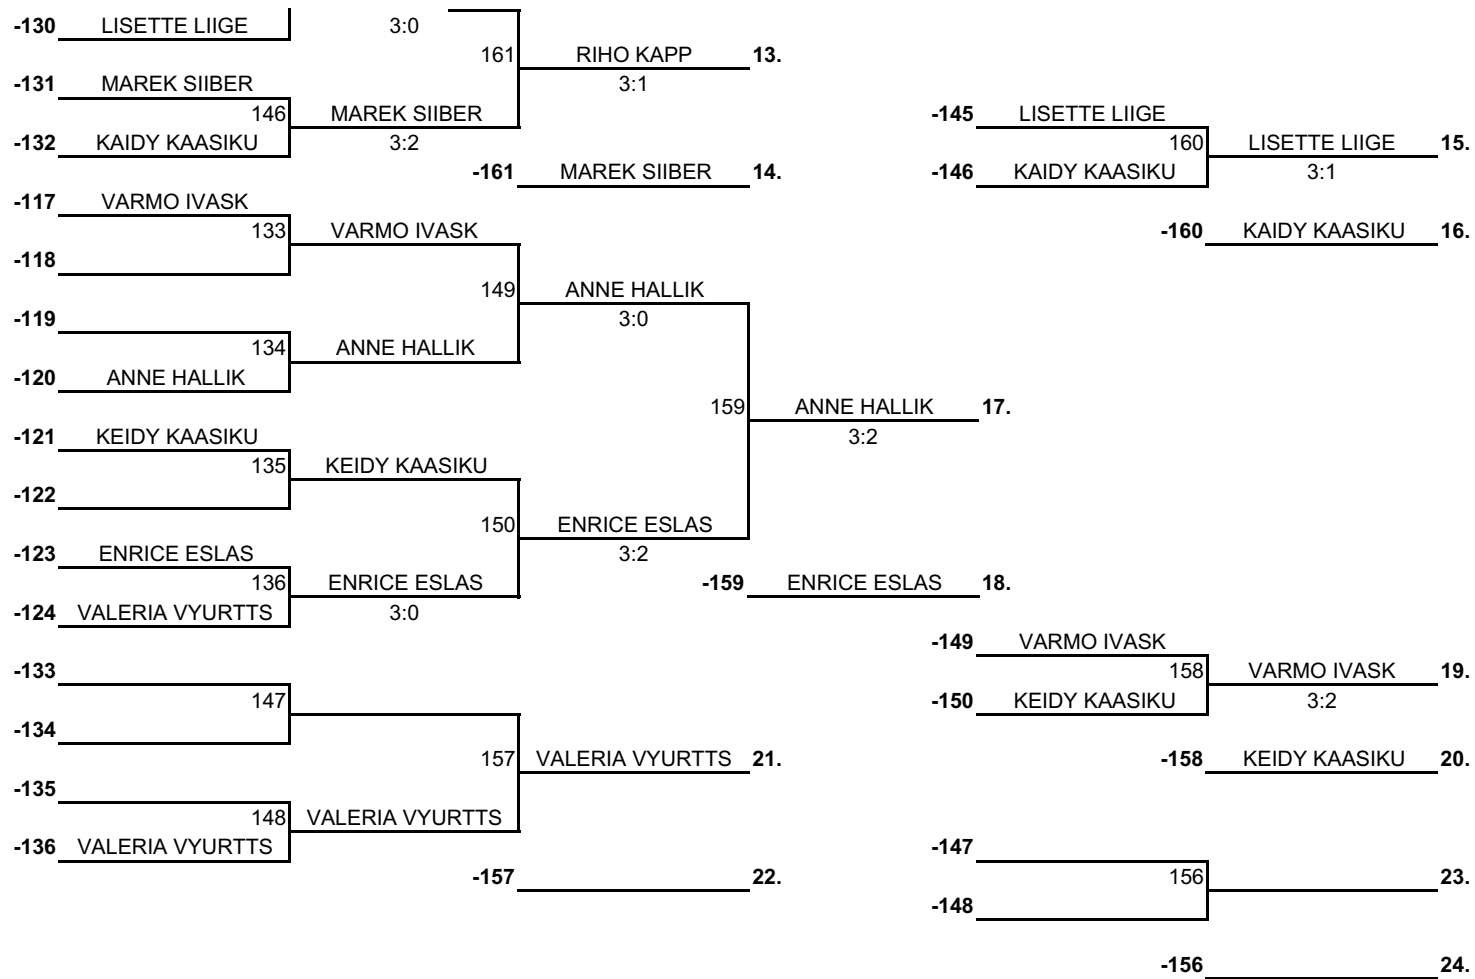 -130 LISETTE LIIGE 3:0
161 RIHO KAPP 13.
-131 MAREK SIIBER 3:1
146 MAREK SIIBER -145 LISETTE LIIGE
-132 KAIDY KAASIKU 3:2 160 LISETTE LIIGE 15.
-161 MAREK SIIBER 14. -146 KAIDY KAASIKU 3:1
-117 VARMO IVASK
133 VARMO IVASK -160 KAIDY KAASIKU 16.
-118
149 ANNE HALLIK
-119 3:0
134 ANNE HALLIK
-120 ANNE HALLIK
159 ANNE HALLIK 17.
-121 KEIDY KAASIKU 3:2
135 KEIDY KAASIKU
-122
150 ENRICE ESLAS
-123 ENRICE ESLAS 3:2
136 ENRICE ESLAS -159 ENRICE ESLAS 18.
-124 VALERIA VYURTTS 3:0
-149 VARMO IVASK
-133 158 VARMO IVASK 19.
147 -150 KEIDY KAASIKU 3:2
-134
157 VALERIA VYURTTS 21. -158 KEIDY KAASIKU 20.
-135
148 VALERIA VYURTTS
-136 VALERIA VYURTTS -147
-157 22. 156 23.
-148
-156 24.